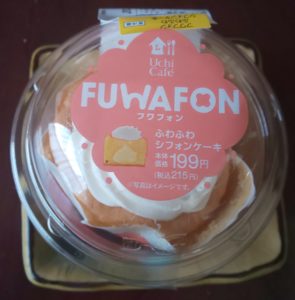 Uchi
Café
FUWAFON
フワフォン
ふわふわ
シフォンケーキ
本体
価格 199円
(税込215円)
※写真はイメージです。